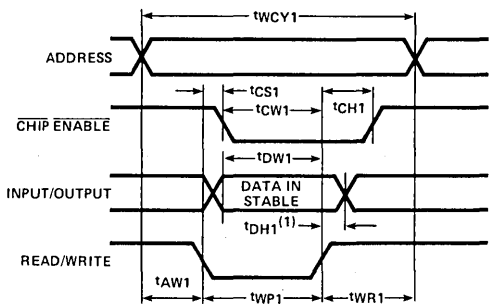 tWCY1
ADDRESS
tCS1
tCW1
tCH1
CHIP ENABLE
tDW1
INPUT/OUTPUT
DATA IN
STABLE
tDH1(1)
READ/WRITE
tAW1
tWP1
tWR1